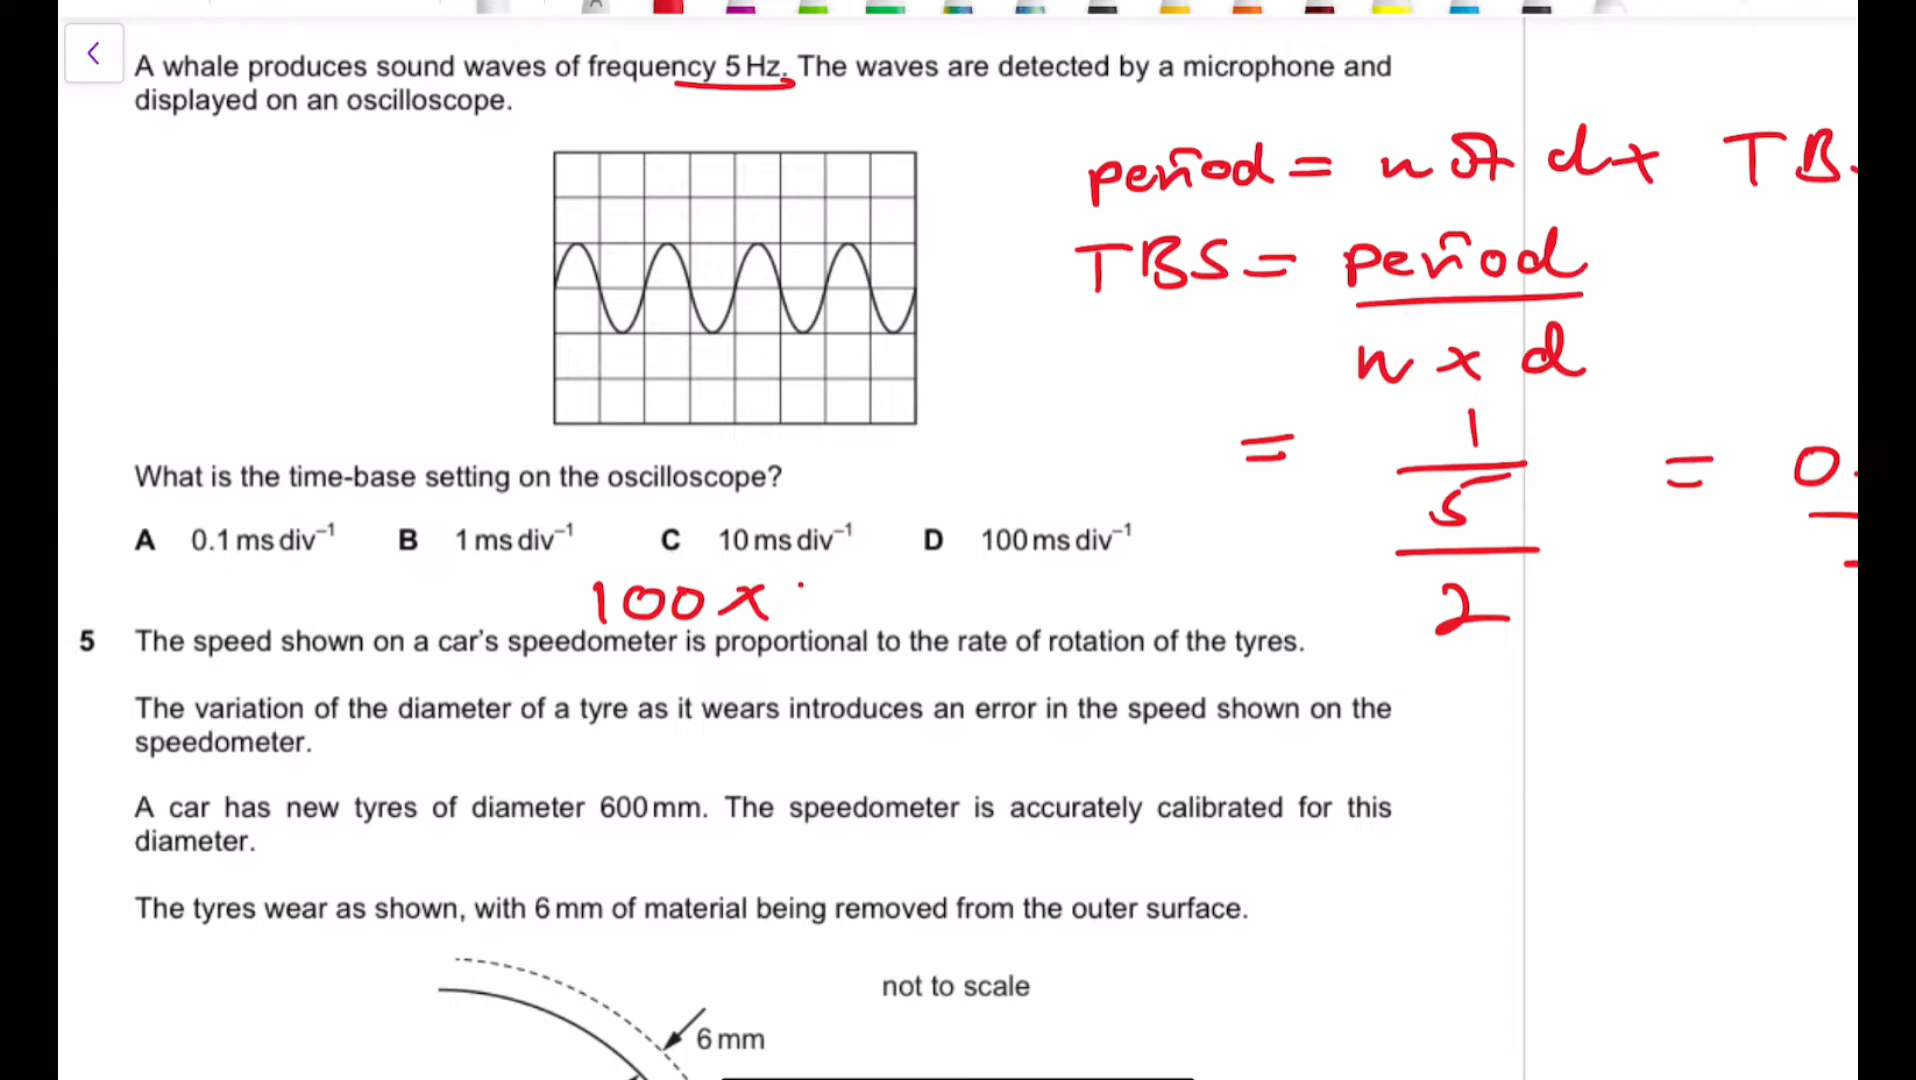 A whale produces sound waves of frequency 5 Hz. The waves are detected by a microphone and
displayed on an oscilloscope.
period = n of d x TB.
TBS = period
n x d
= 1
5
2
= 0.
What is the time-base setting on the oscilloscope?
A 0.1 ms div⁻¹ B 1 ms div⁻¹ C 10 ms div⁻¹ D 100 ms div⁻¹
100 x
5 The speed shown on a car's speedometer is proportional to the rate of rotation of the tyres.
The variation of the diameter of a tyre as it wears introduces an error in the speed shown on the
speedometer.
A car has new tyres of diameter 600 mm. The speedometer is accurately calibrated for this
diameter.
The tyres wear as shown, with 6 mm of material being removed from the outer surface.
not to scale
6 mm